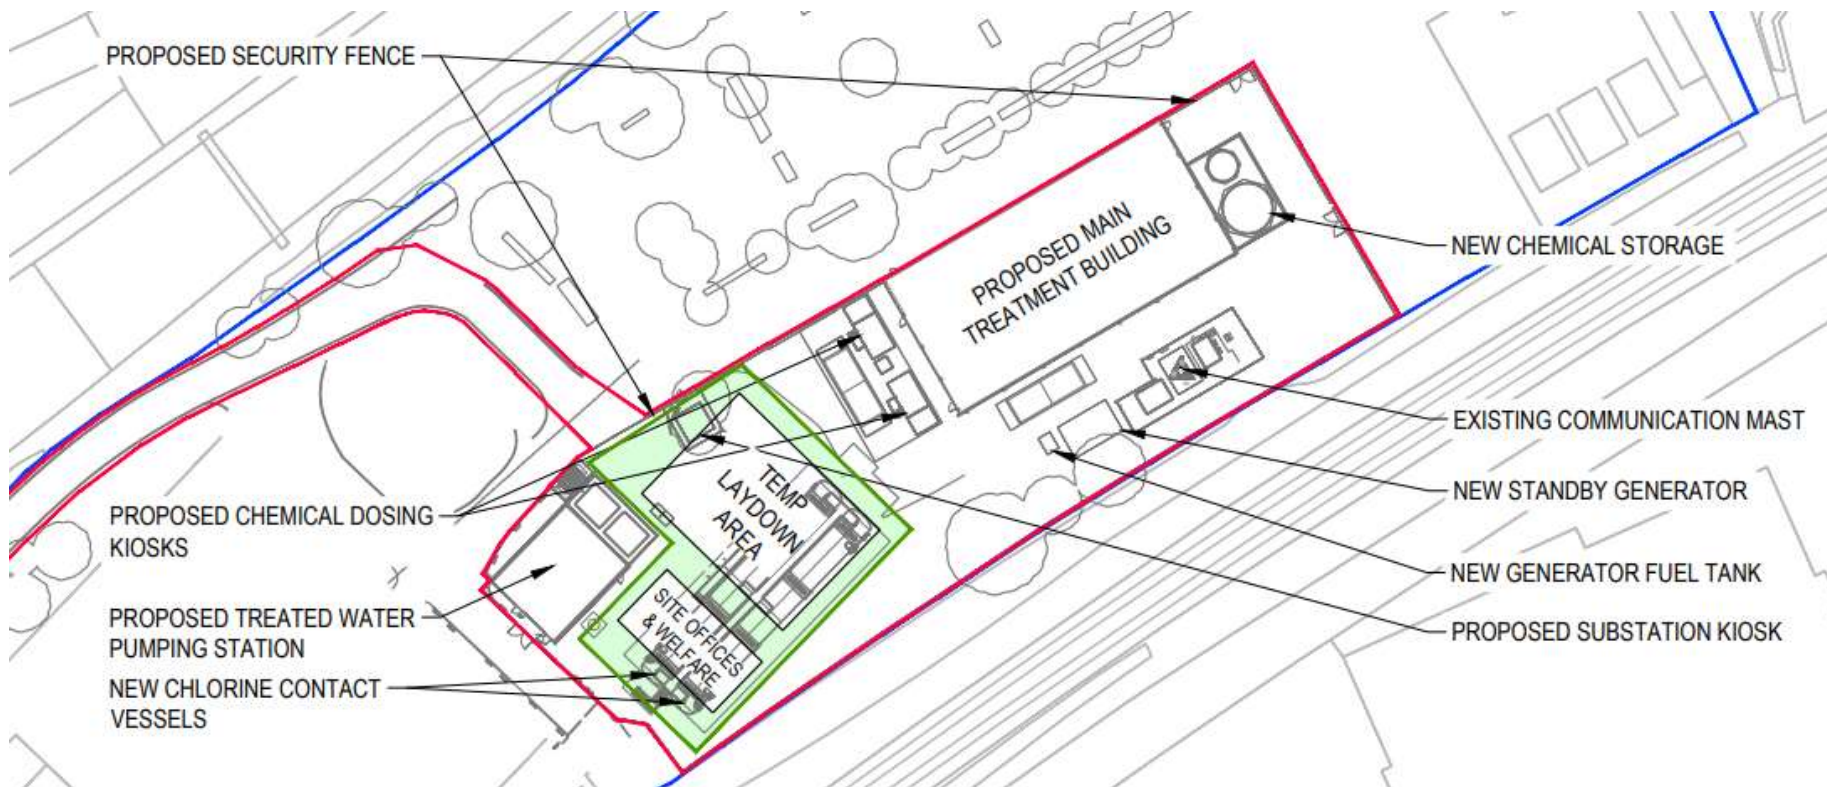 PROPOSED SECURITY FENCE
PROPOSED MAIN
TREATMENT BUILDING
NEW CHEMICAL STORAGE
EXISTING COMMUNICATION MAST
TEMP
LAYDOWN
AREA
NEW STANDBY GENERATOR
PROPOSED CHEMICAL DOSING
KIOSKS
NEW GENERATOR FUEL TANK
SITE OFFICES
& WELFARE
PROPOSED TREATED WATER
PUMPING STATION
PROPOSED SUBSTATION KIOSK
NEW CHLORINE CONTACT
VESSELS